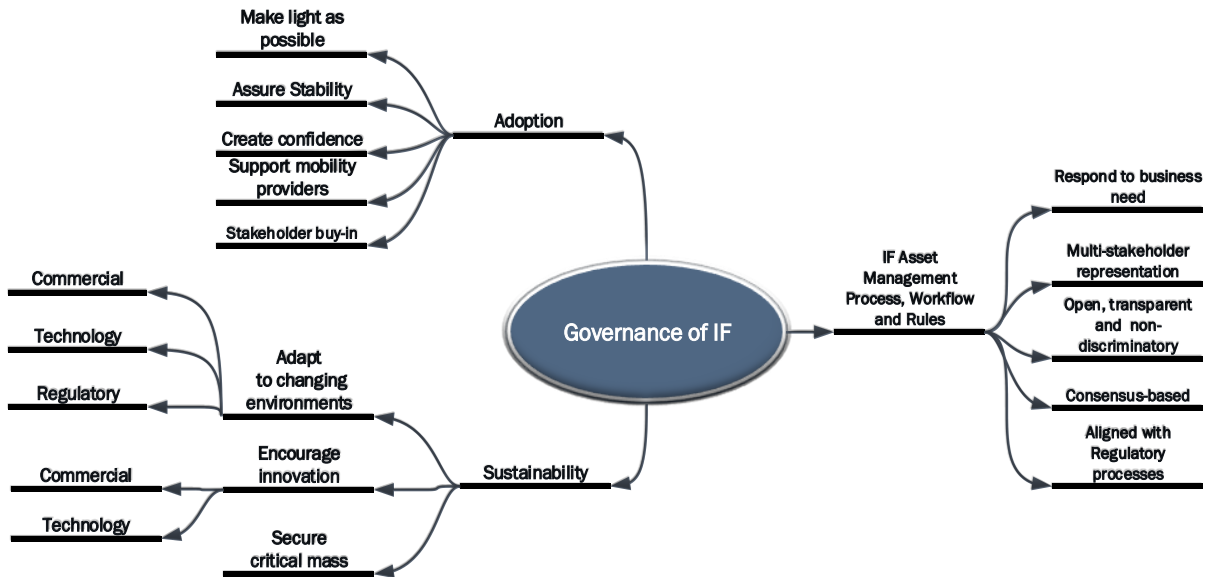 Make light as
possible
Assure Stability
Create confidence
Support mobility
providers
Stakeholder buy-in
Adoption
Governance of IF
IF Asset
Management
Process, Workflow
and Rules
Respond to business
need
Multi-stakeholder
representation
Open, transparent
and non-
discriminatory
Consensus-based
Aligned with
Regulatory
processes
Sustainability
Adapt
to changing
environments
Commercial
Technology
Regulatory
Encourage
innovation
Commercial
Technology
Secure
critical mass